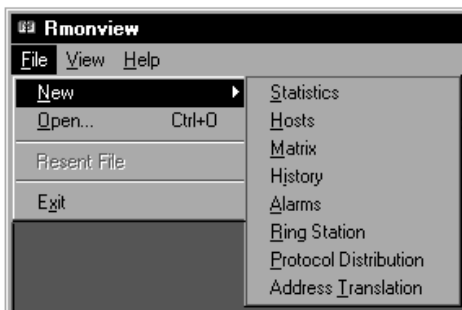 Rmonview
File View Help
New
Open... Ctrl+O
Resent File
Exit
Statistics
Hosts
Matrix
History
Alarms
Ring Station
Protocol Distribution
Address Translation